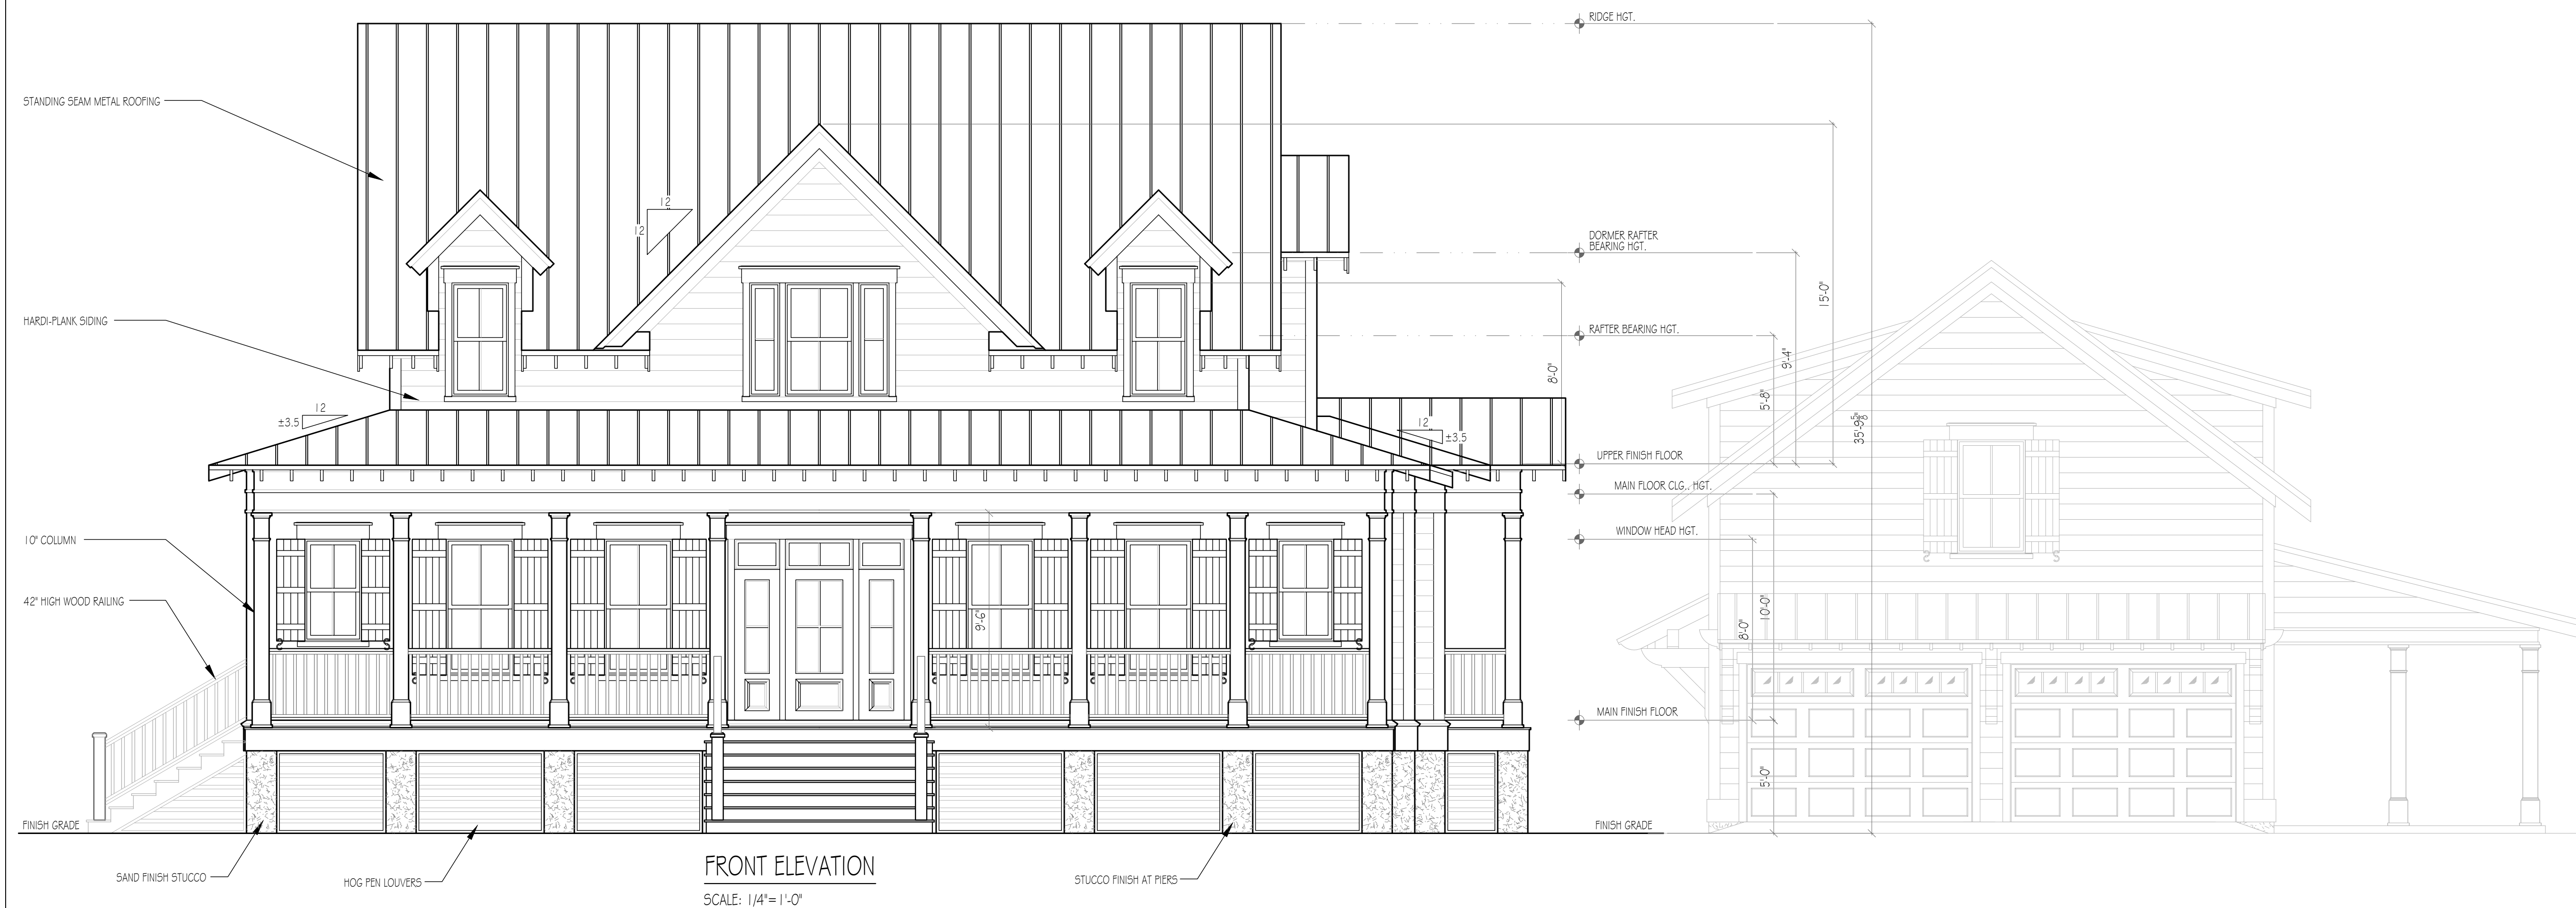 RIDGE HGT.
STANDING SEAM METAL ROOFING
12
12
DORMER RAFTER
BEARING HGT.
15'-0"
HARDI-PLANK SIDING
RAFTER BEARING HGT.
9'-4"
8'-0"
5'-8"
35'-9 5/8"
12
±3.5
12
±3.5
UPPER FINISH FLOOR
MAIN FLOOR CLG.. HGT.
WINDOW HEAD HGT.
10" COLUMN
42" HIGH WOOD RAILING
9'-6"
10'-0"
8'-0"
MAIN FINISH FLOOR
5'-0"
FINISH GRADE
FINISH GRADE
SAND FINISH STUCCO
HOG PEN LOUVERS
STUCCO FINISH AT PIERS
FRONT ELEVATION
SCALE: 1/4"=1'-0"